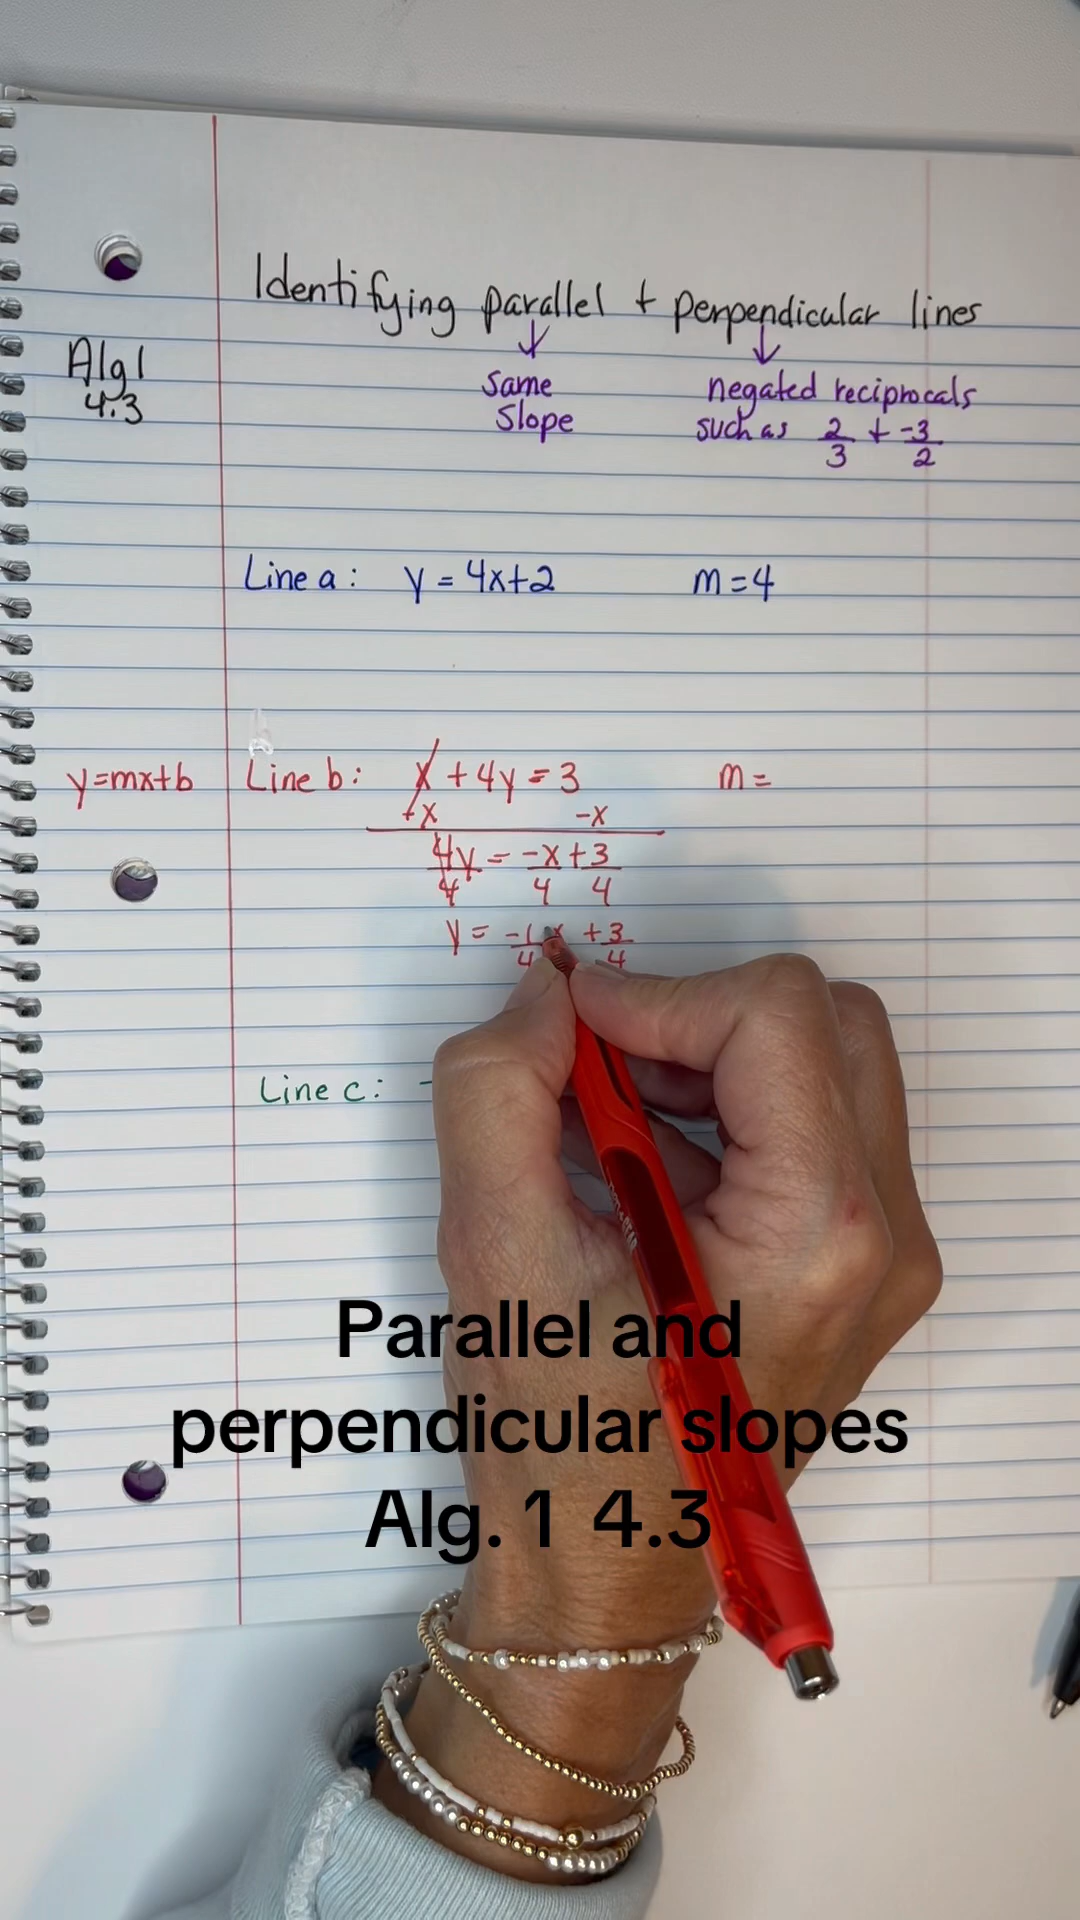 Identifying parallel + perpendicular lines
Alg 1
4.3
↓ ↓
Same
Slope
negated reciprocals
such as 2/3 + -3/2
Line a: y = 4x+2 m = 4
y=mx+b Line b: x + 4y = 3 m =
-x -x
4y/4 = -x/4 + 3/4
y = -1/4 x + 3/4
Line c: -
Parallel and
perpendicular slopes
Alg. 1 4.3